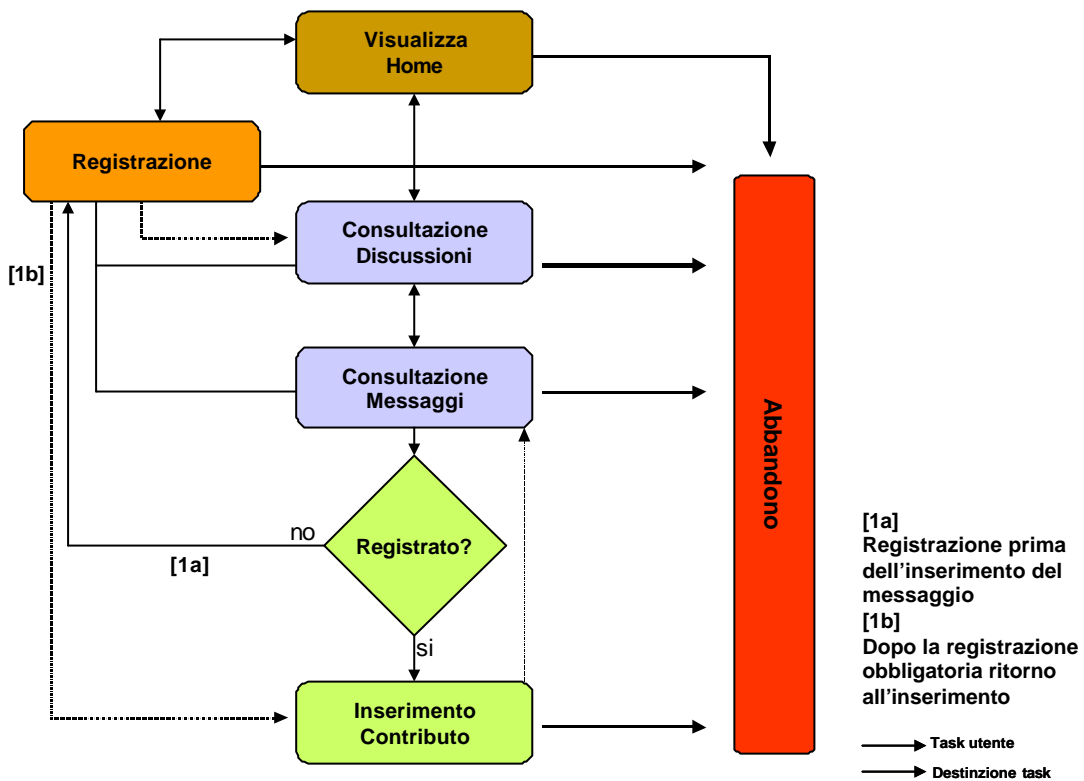 Visualizza
Home
Registrazione
Consultazione
Discussioni
[1b]
Consultazione
Messaggi
Abbandono
no
Registrato?
[1a]
si
Inserimento
Contributo
[1a]
Registrazione prima
dell'inserimento del
messaggio
[1b]
Dopo la registrazione
obbligatoria ritorno
all'inserimento
Task utente
Destinzione task